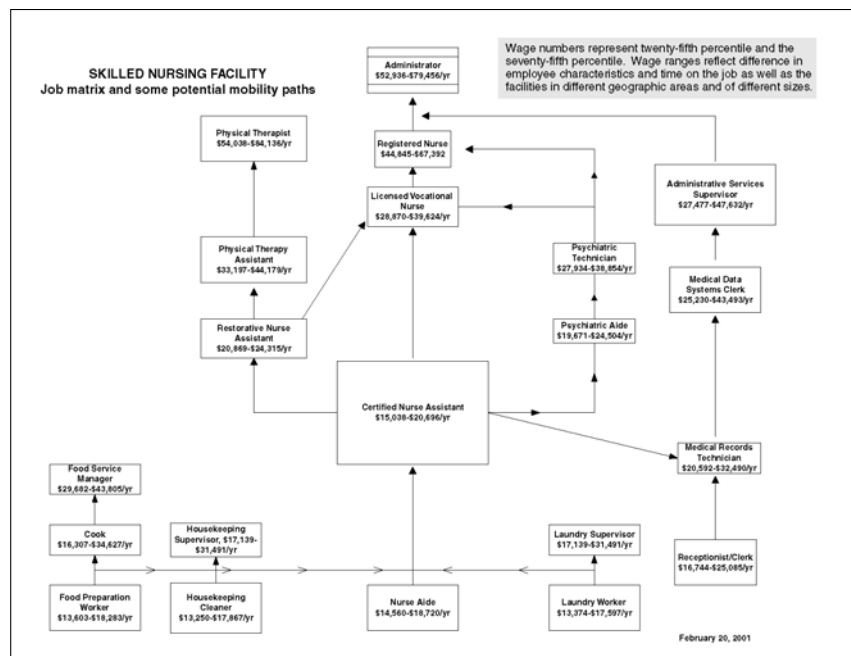 SKILLED NURSING FACILITY
Job matrix and some potential mobility paths
Administrator
$52,936-$79,456/yr
Wage numbers represent twenty-fifth percentile and the
seventy-fifth percentile. Wage ranges reflect difference in
employee characteristics and time on the job as well as the
facilities in different geographic areas and of different sizes.
Physical Therapist
$54,038-$84,136/yr
Registered Nurse
$44,845-$67,392
Licensed Vocational
Nurse
$28,870-$39,624/yr
Administrative Services
Supervisor
$27,477-$47,632/yr
Physical Therapy
Assistant
$33,197-$44,179/yr
Psychiatric
Technician
$27,934-$38,854/yr
Medical Data
Systems Clerk
$25,230-$43,493/yr
Restorative Nurse
Assistant
$20,869-$24,315/yr
Psychiatric Aide
$19,671-$24,504/yr
Certified Nurse Assistant
$15,038-$20,696/yr
Medical Records
Technician
$20,592-$32,490/yr
Food Service
Manager
$29,682-$43,805/yr
Cook
$16,307-$34,627/yr
Housekeeping
Supervisor, $17,139-
$31,491/yr
Laundry Supervisor
$17,139-$31,491/yr
Receptionist/Clerk
$16,744-$25,085/yr
Food Preparation
Worker
$13,603-$18,283/yr
Housekeeping
Cleaner
$13,250-$17,867/yr
Nurse Aide
$14,560-$18,720/yr
Laundry Worker
$13,374-$17,597/yr
February 20, 2001